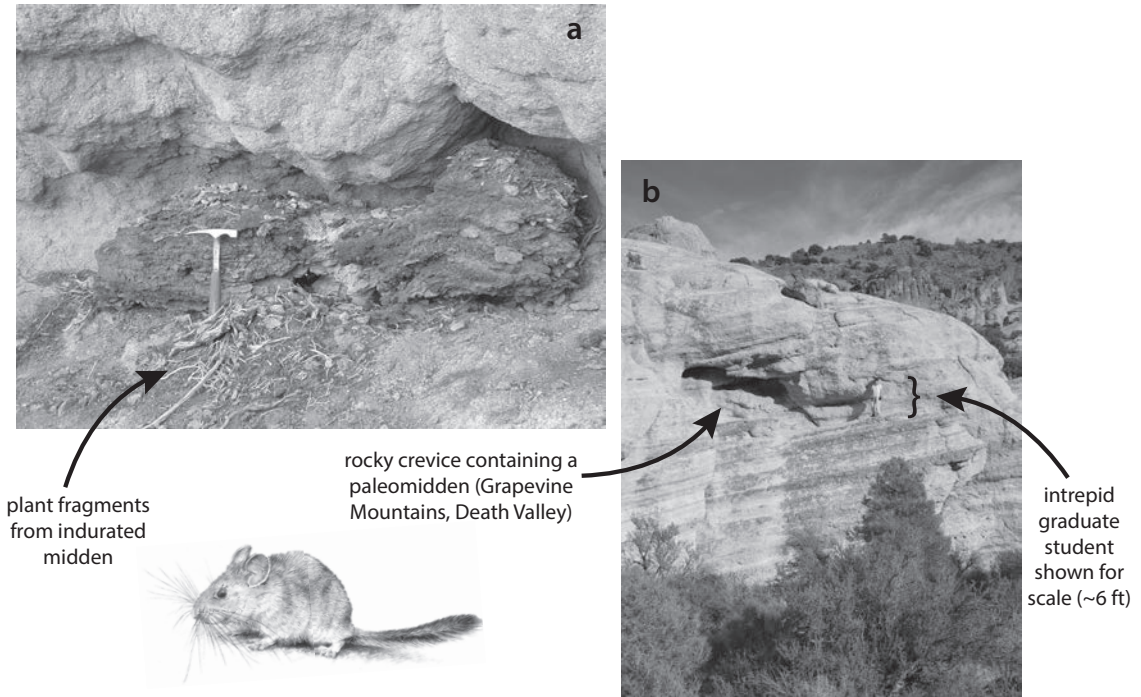 a
b
plant fragments
from indurated
midden
rocky crevice containing a
paleomidden (Grapevine
Mountains, Death Valley)
intrepid
graduate
student
shown for
scale (~6 ft)